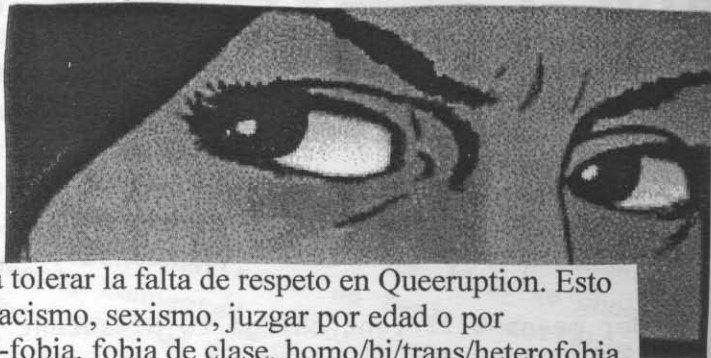 tolerar la falta de respeto en Queeruption. Esto
acismo, sexismo, juzgar por edad o por
-fobia, fobia de clase, homo/bi/trans/heterofobia